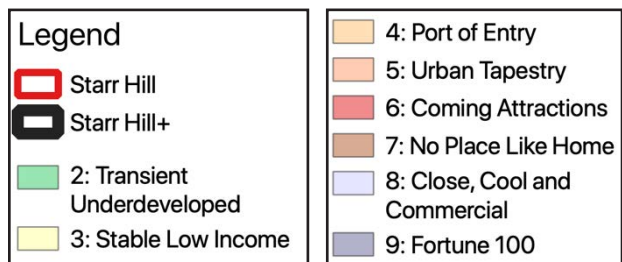 Legend
Starr Hill
Starr Hill+
2: Transient
Underdeveloped
3: Stable Low Income
4: Port of Entry
5: Urban Tapestry
6: Coming Attractions
7: No Place Like Home
8: Close, Cool and
Commercial
9: Fortune 100